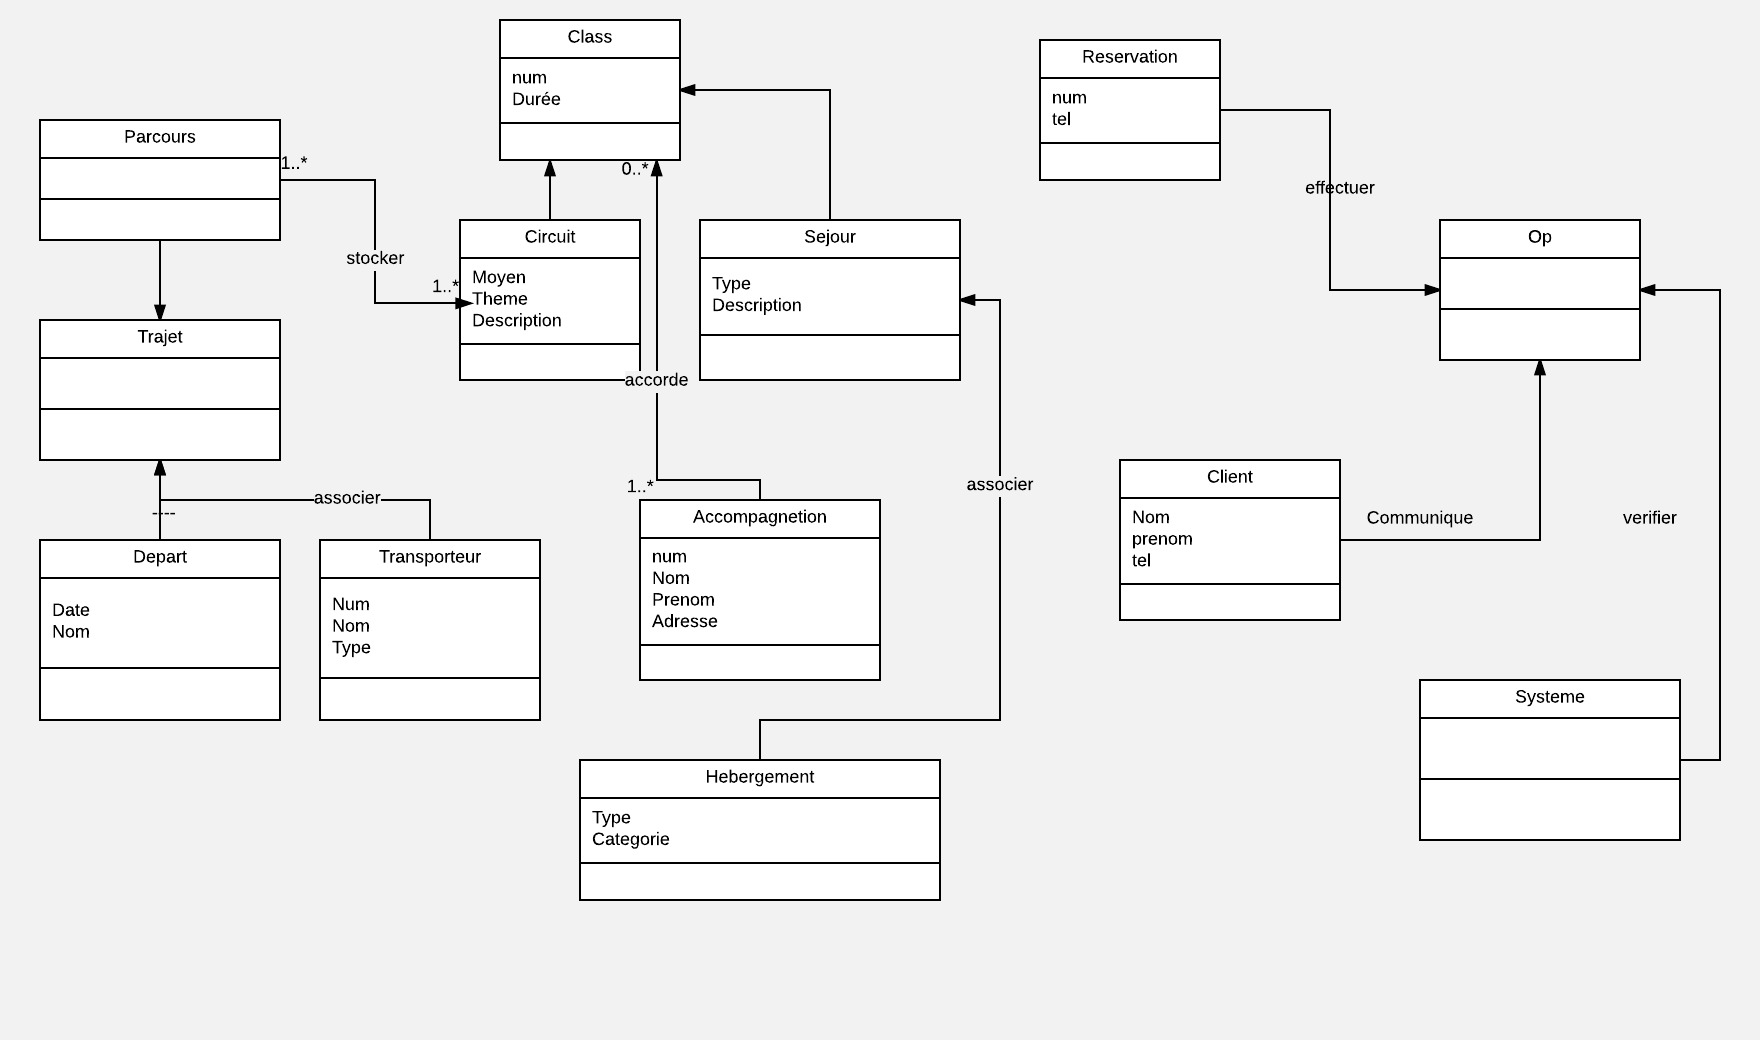 Class
num
Durée
Reservation
num
tel
Parcours
1..*
0..*
effectuer
stocker
1..*
Circuit
Moyen
Theme
Description
Sejour
Type
Description
Op
Trajet
accorde
associer
----
1..*
associer
Depart
Date
Nom
Transporteur
Num
Nom
Type
Accompagnetion
num
Nom
Prenom
Adresse
Client
Nom
prenom
tel
Communique
verifier
Systeme
Hebergement
Type
Categorie